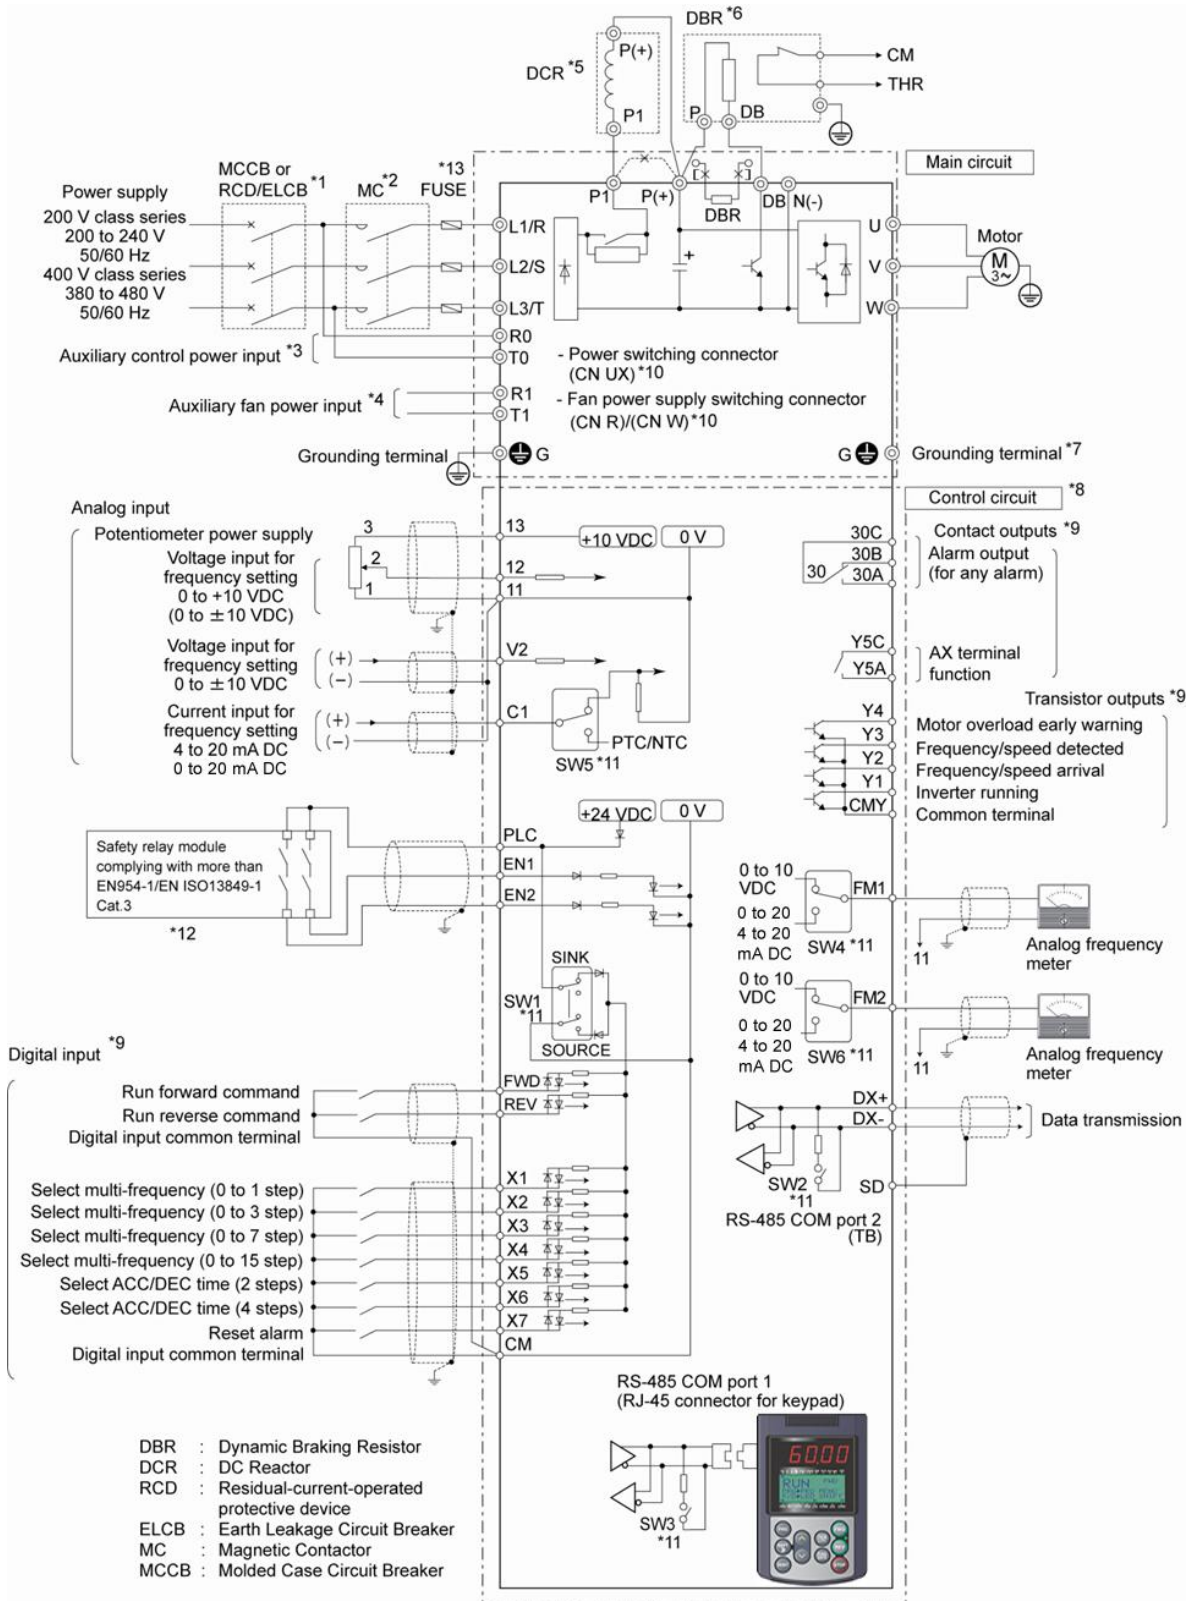 DBR *6
P(+)
DCR *5
P1
CM
THR
P
DB
Main circuit
MCCB or
RCD/ELCB *1
MC *2
*13
FUSE
Power supply
200 V class series
200 to 240 V
50/60 Hz
400 V class series
380 to 480 V
50/60 Hz
P1
P(+)
DBR
DB
N(-)
L1/R
L2/S
L3/T
+
U
V
W
Motor
M
3~
R0
T0
Auxiliary control power input *3
- Power switching connector
(CN UX) *10
R1
T1
Auxiliary fan power input *4
- Fan power supply switching connector
(CN R)/(CN W) *10
Grounding terminal
G
G
Grounding terminal *7
Control circuit *8
Analog input
Potentiometer power supply
3
13
+10 VDC
0 V
Voltage input for
frequency setting
0 to +10 VDC
(0 to ±10 VDC)
2
12
1
11
Voltage input for
frequency setting
0 to ±10 VDC
(+)
(−)
V2
Current input for
frequency setting
4 to 20 mA DC
0 to 20 mA DC
(+)
(−)
C1
PTC/NTC
SW5 *11
30C
30B
30
30A
Contact outputs *9
Alarm output
(for any alarm)
Y5C
Y5A
AX terminal
function
Transistor outputs *9
Y4
Motor overload early warning
Y3
Frequency/speed detected
Y2
Frequency/speed arrival
Y1
Inverter running
CMY
Common terminal
+24 VDC
0 V
PLC
EN1
EN2
Safety relay module
complying with more than
EN954-1/EN ISO13849-1
Cat.3
*12
SINK
SW1
*11
SOURCE
0 to 10
VDC
0 to 20
4 to 20
mA DC
SW4 *11
FM1
11
Analog frequency
meter
0 to 10
VDC
0 to 20
4 to 20
mA DC
SW6 *11
FM2
11
Analog frequency
meter
Digital input *9
Run forward command
FWD
Run reverse command
REV
Digital input common terminal
Select multi-frequency (0 to 1 step)
X1
Select multi-frequency (0 to 3 step)
X2
Select multi-frequency (0 to 7 step)
X3
Select multi-frequency (0 to 15 step)
X4
Select ACC/DEC time (2 steps)
X5
Select ACC/DEC time (4 steps)
X6
Reset alarm
X7
Digital input common terminal
CM
DX+
DX-
Data transmission
SW2
*11
SD
RS-485 COM port 2
(TB)
RS-485 COM port 1
(RJ-45 connector for keypad)
SW3
*11
60.00
RUN
DBR : Dynamic Braking Resistor
DCR : DC Reactor
RCD : Residual-current-operated
protective device
ELCB : Earth Leakage Circuit Breaker
MC : Magnetic Contactor
MCCB : Molded Case Circuit Breaker